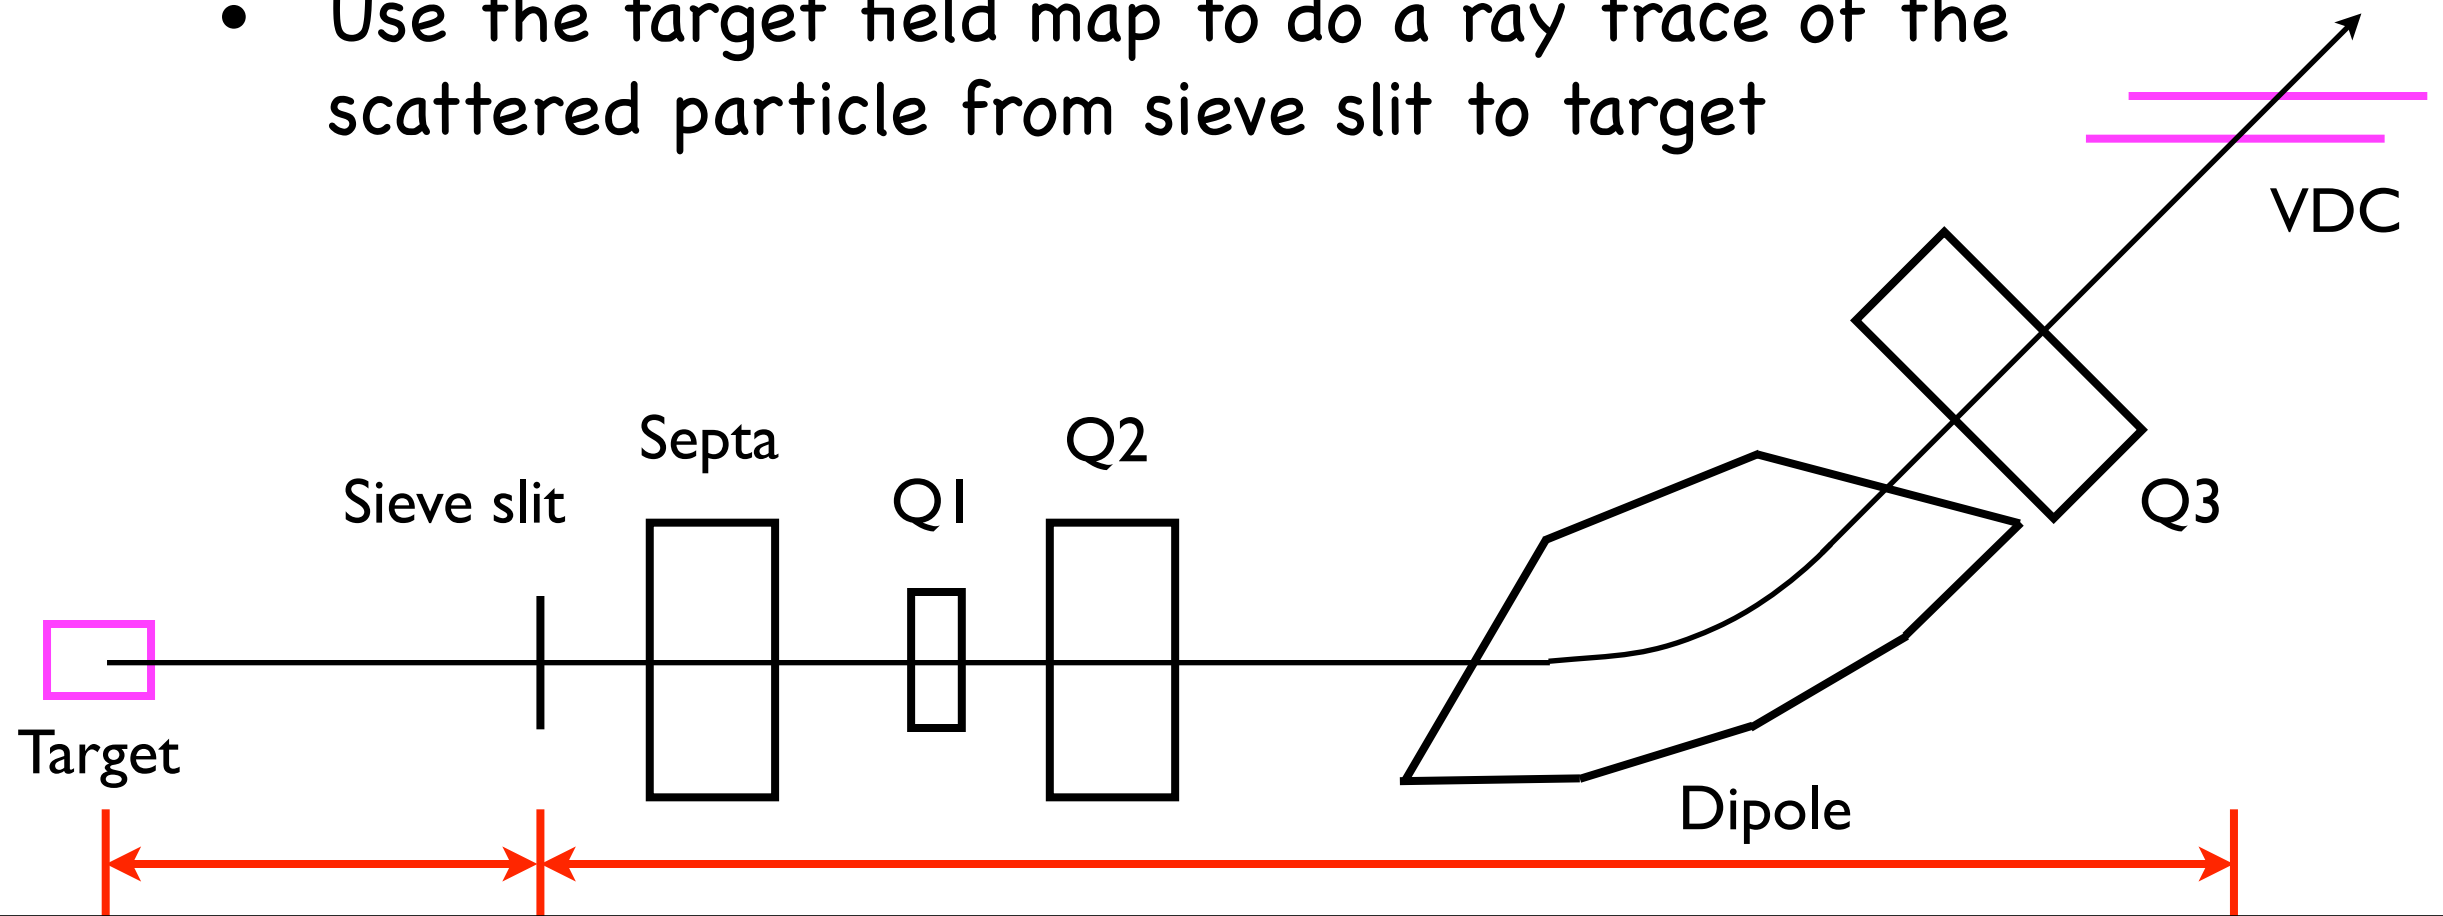 • Use the target field map to do a ray trace of the
scattered particle from sieve slit to target
VDC
Septa
Q2
Sieve slit
Q1
Q3
Target
Dipole